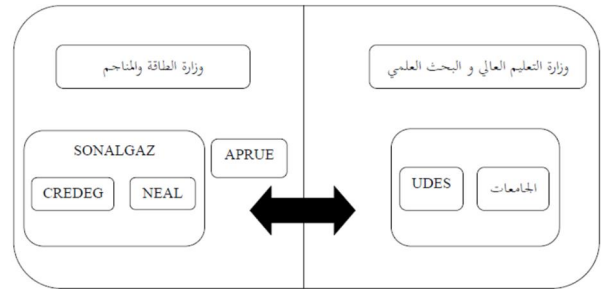 وزارة التعليم العالي و البحث العلمي
وزارة الطاقة والمناجم
SONALGAZ
APRUE
CREDEG
NEAL
UDES
الجامعات